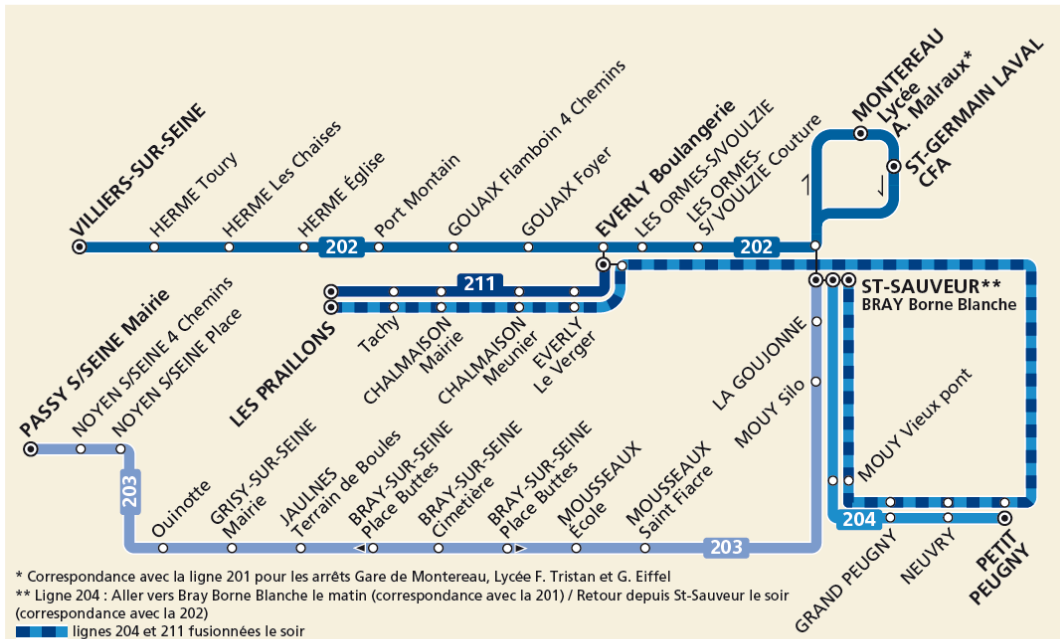 VILLIERS-SUR-SEINE
HERME Toury
HERME Les Chaises
HERME Église
Port Montain
GOUAIX Flamboin 4 Chemins
GOUAIX Foyer
EVERLY Boulangerie
LES ORMES-S/VOULZIE
LES ORMES-
S/ VOULZIE Couture
MONTEREAU
Lycée
A. Malraux*
ST-GERMAIN LAVAL
CFA
202
202
211
LES PRAILLONS
Tachy
CHALMAISON
Mairie
CHALMAISON
Meunier
EVERLY
Le Verger
ST-SAUVEUR**
BRAY Borne Blanche
PASSY S/SEINE Mairie
NOYEN S/SEINE 4 Chemins
NOYEN S/SEINE Place
203
Ouinotte
GRISY-SUR-SEINE
Mairie
JAULNES
Terrain de Boules
BRAY-SUR-SEINE
Place Buttes
BRAY-SUR-SEINE
Cimetière
BRAY-SUR-SEINE
Place Buttes
MOUSSEAUX
École
MOUSSEAUX
Saint Fiacre
203
LA GOUJONNE
MOUY Silo
MOUY Vieux pont
204
GRAND PEUGNY
NEUVRY
PETIT
PEUGNY
* Correspondance avec la ligne 201 pour les arrêts Gare de Montereau, Lycée F. Tristan et G. Eiffel
** Ligne 204 : Aller vers Bray Borne Blanche le matin (correspondance avec la 201) / Retour depuis St-Sauveur le soir
(correspondance avec la 202)
lignes 204 et 211 fusionnées le soir